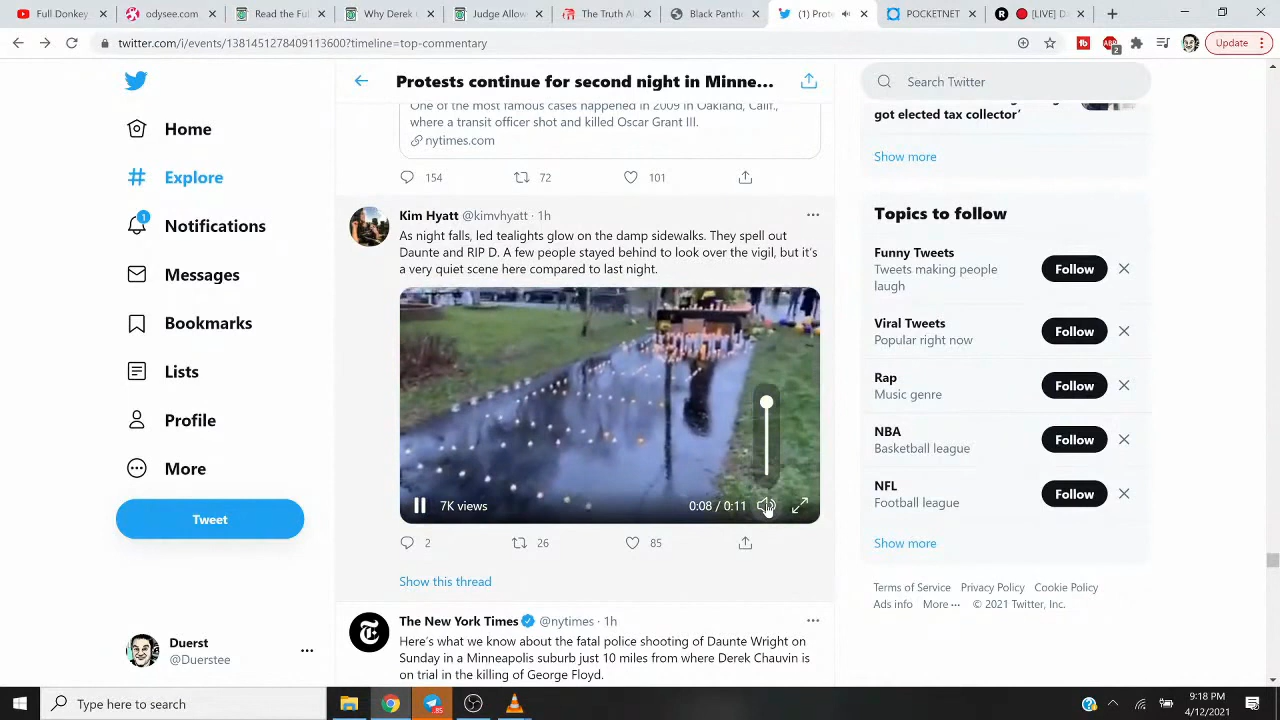 Full Donkey
odysee.com
Read the Ful
Why Derek
Judge Allow
The Truth A
Black Panth
(1) Prote
POCKETNET
[LIVE] D
twitter.com/i/events/1381451278409113600?timeline=top-commentary
2
Update
Home
Explore
1
Notifications
Messages
Bookmarks
Lists
Profile
More
Tweet
Duerst
@Duerstee
Protests continue for second night in Minne...
One of the most famous cases happened in 2009 in Oakland, Calif.,
where a transit officer shot and killed Oscar Grant III.
nytimes.com
154 72 101
Kim Hyatt @kimvhyatt · 1h
As night falls, led tealights glow on the damp sidewalks. They spell out
Daunte and RIP D. A few people stayed behind to look over the vigil, but it's
a very quiet scene here compared to last night.
7K views 0:08 / 0:11
2 26 85
Show this thread
The New York Times @nytimes · 1h
Here's what we know about the fatal police shooting of Daunte Wright on
Sunday in a Minneapolis suburb just 10 miles from where Derek Chauvin is
on trial in the killing of George Floyd.
Search Twitter
got elected tax collector'
Show more
Topics to follow
Funny Tweets
Tweets making people
laugh
Follow
Viral Tweets
Popular right now
Follow
Rap
Music genre
Follow
NBA
Basketball league
Follow
NFL
Football league
Follow
Show more
Terms of Service Privacy Policy Cookie Policy
Ads info More ··· © 2021 Twitter, Inc.
Type here to search
9:18 PM
4/12/2021